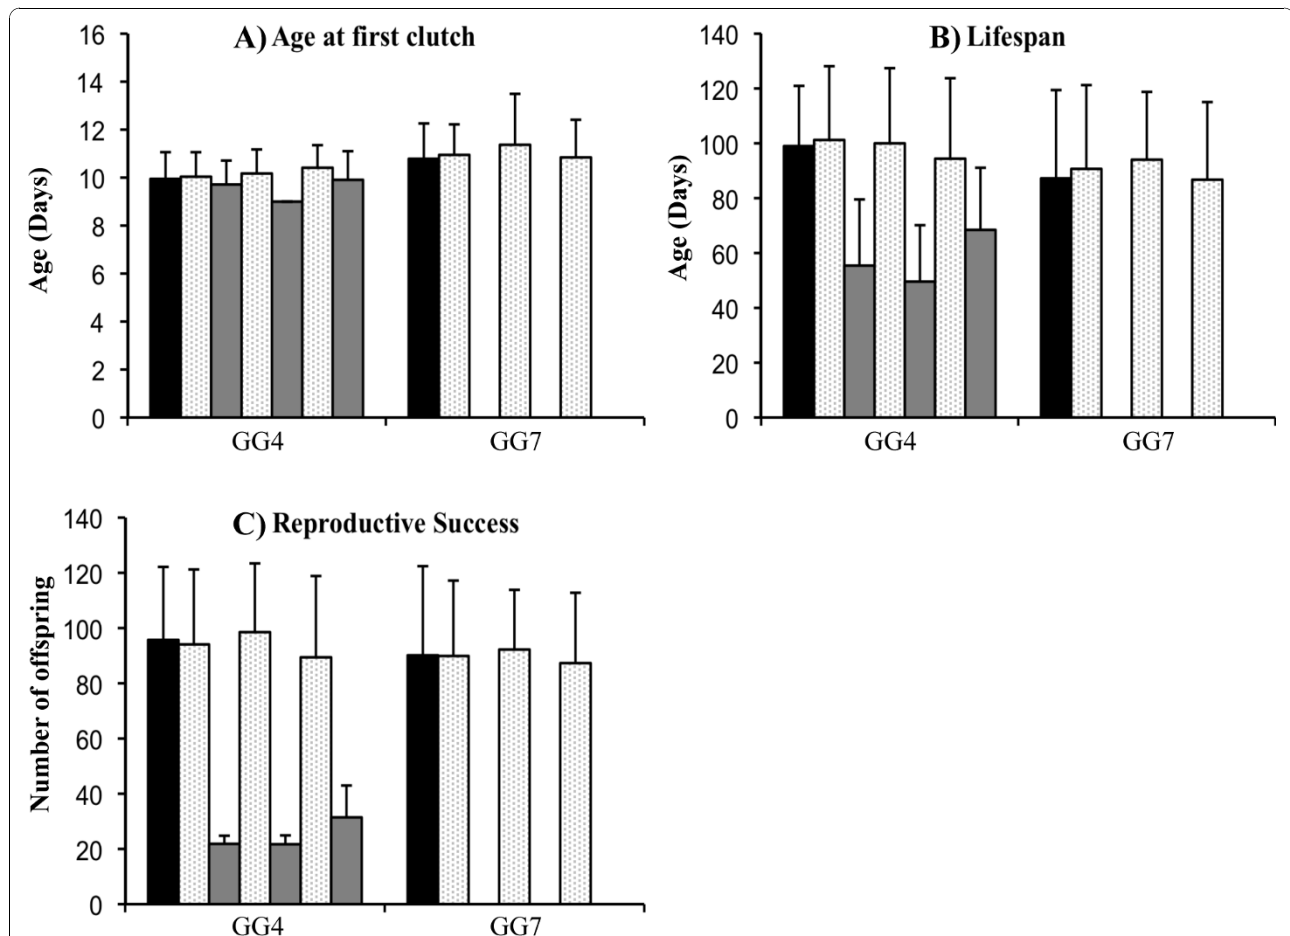 A) Age at first clutch
16
14
12
10
8
6
4
2
0
Age (Days)
GG4 GG7
B) Lifespan
140
120
100
80
60
40
20
0
Age (Days)
GG4 GG7
C) Reproductive Success
140
120
100
80
60
40
20
0
Number of offspring
GG4 GG7